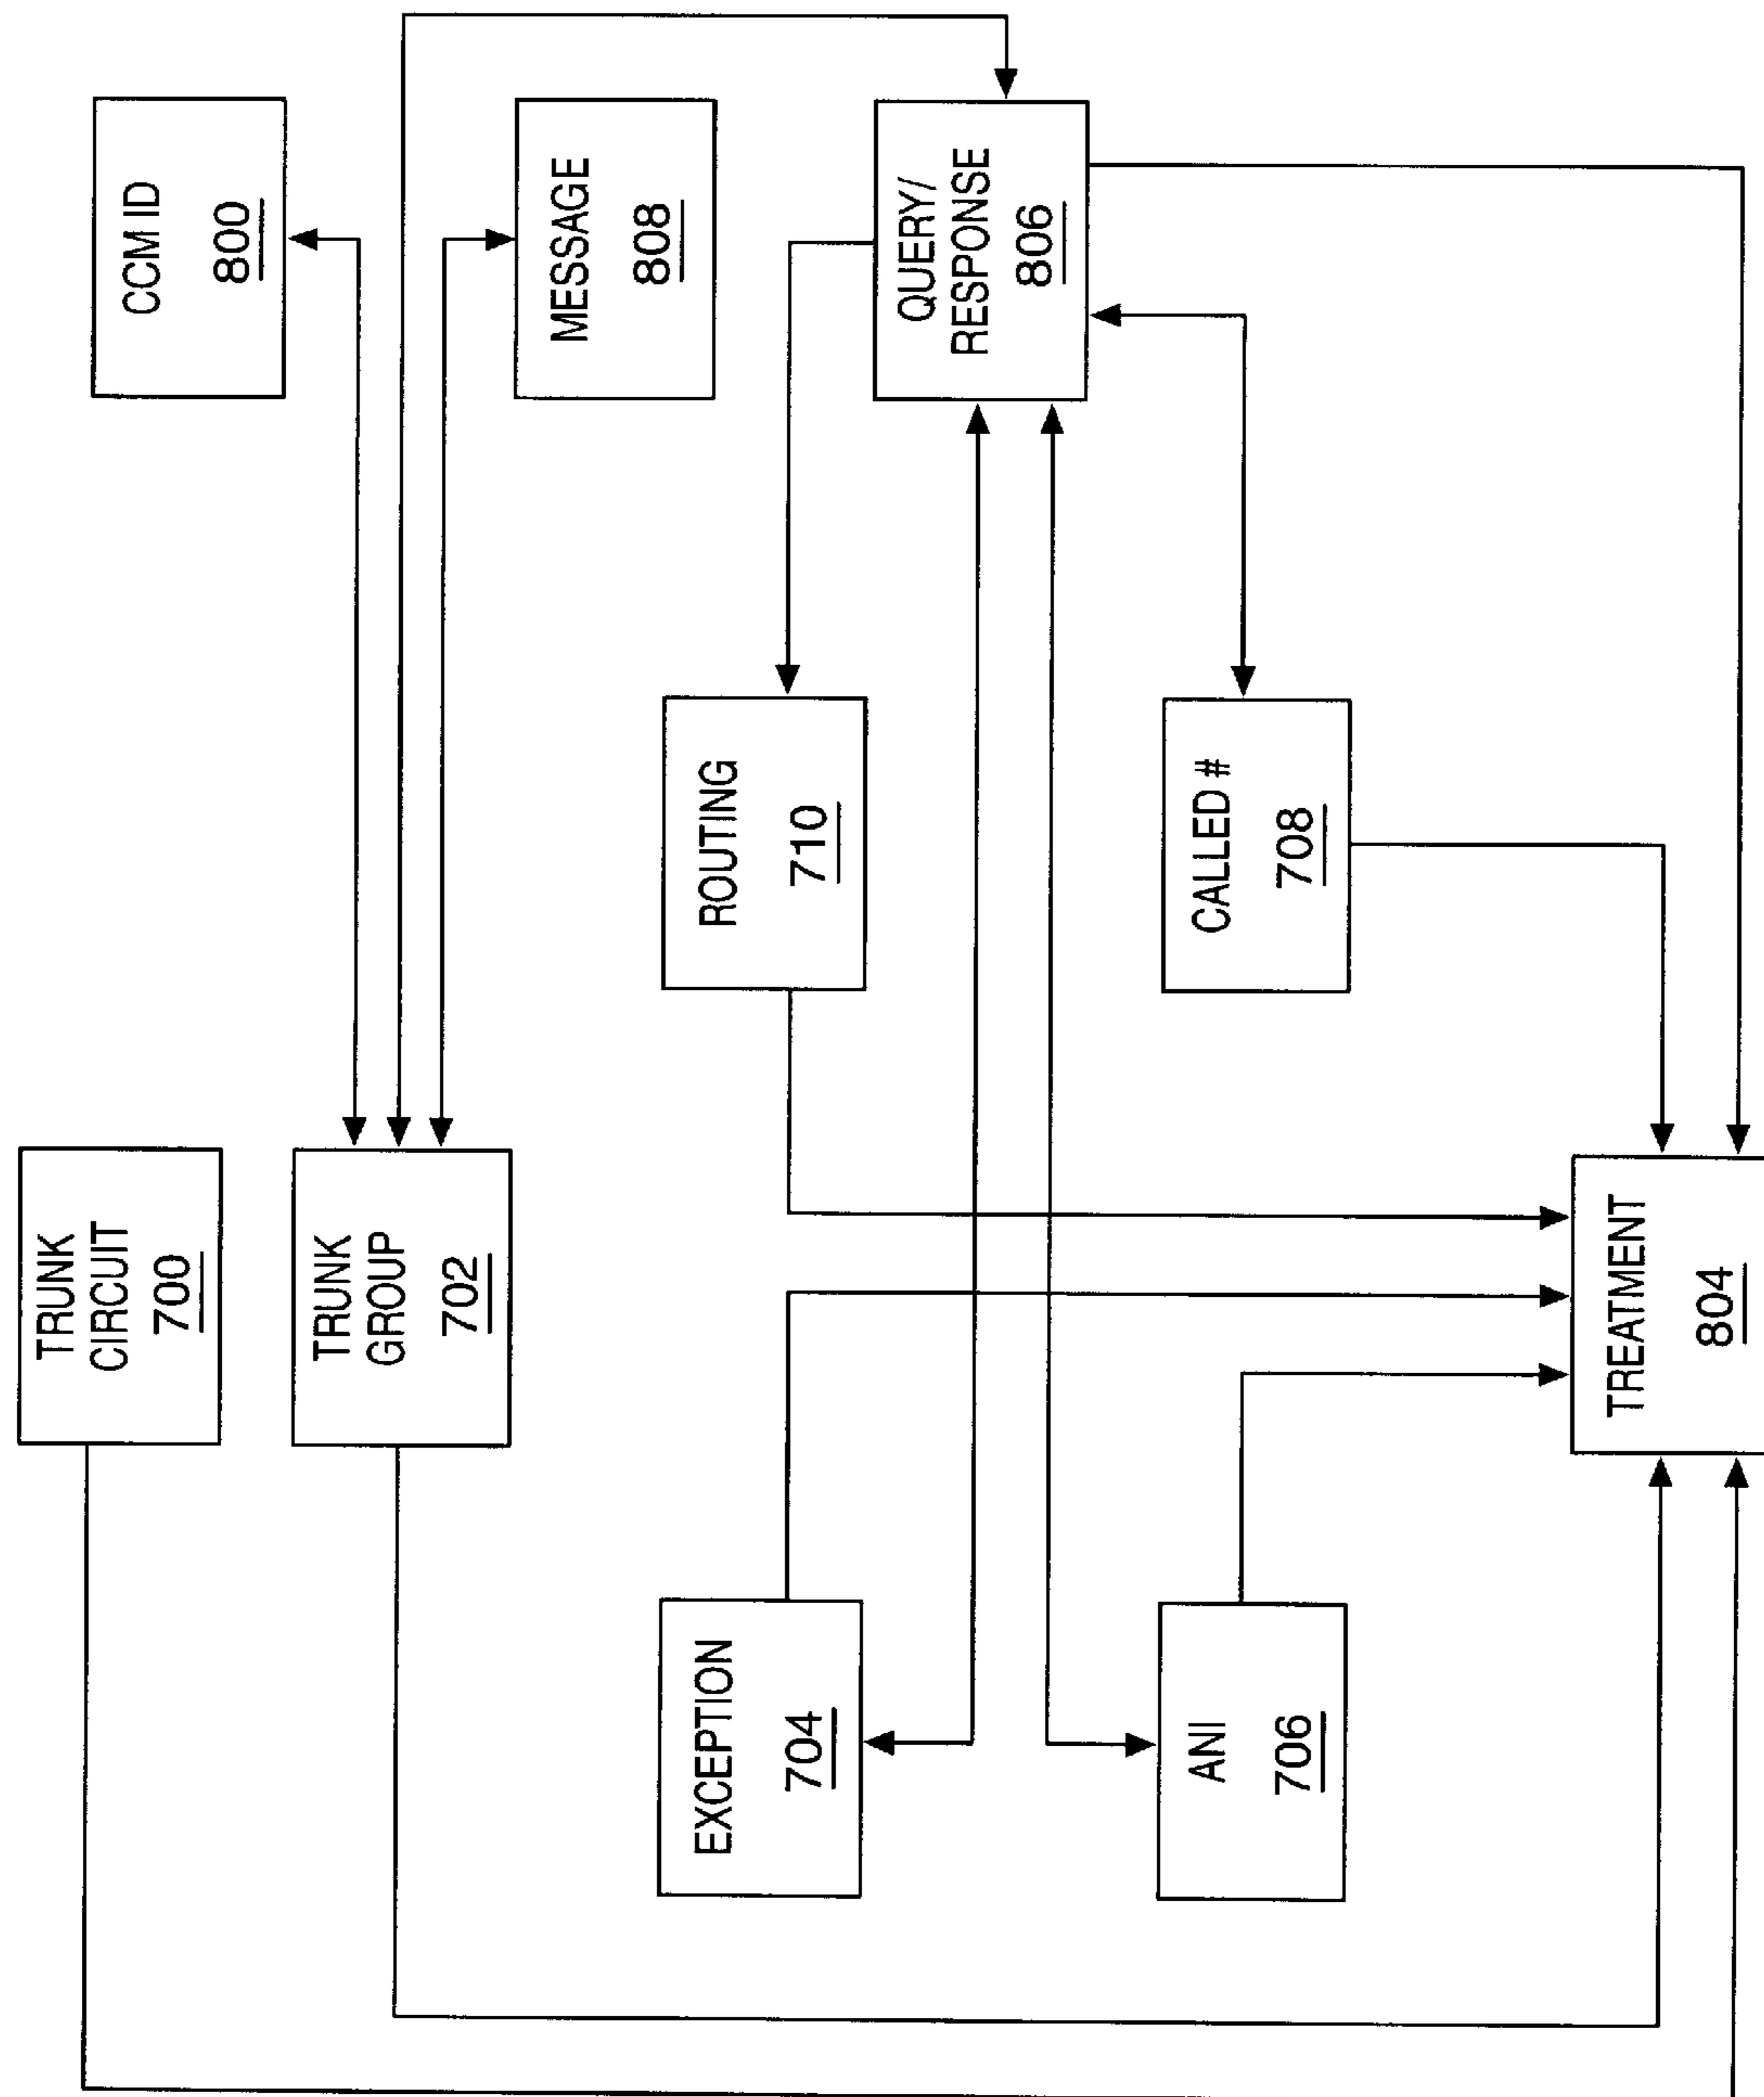 TRUNK
CIRCUIT
700
TRUNK
GROUP
702
CCM ID
800
MESSAGE
808
EXCEPTION
704
ROUTING
710
QUERY/
RESPONSE
806
ANI
706
CALLED #
708
TREATMENT
804